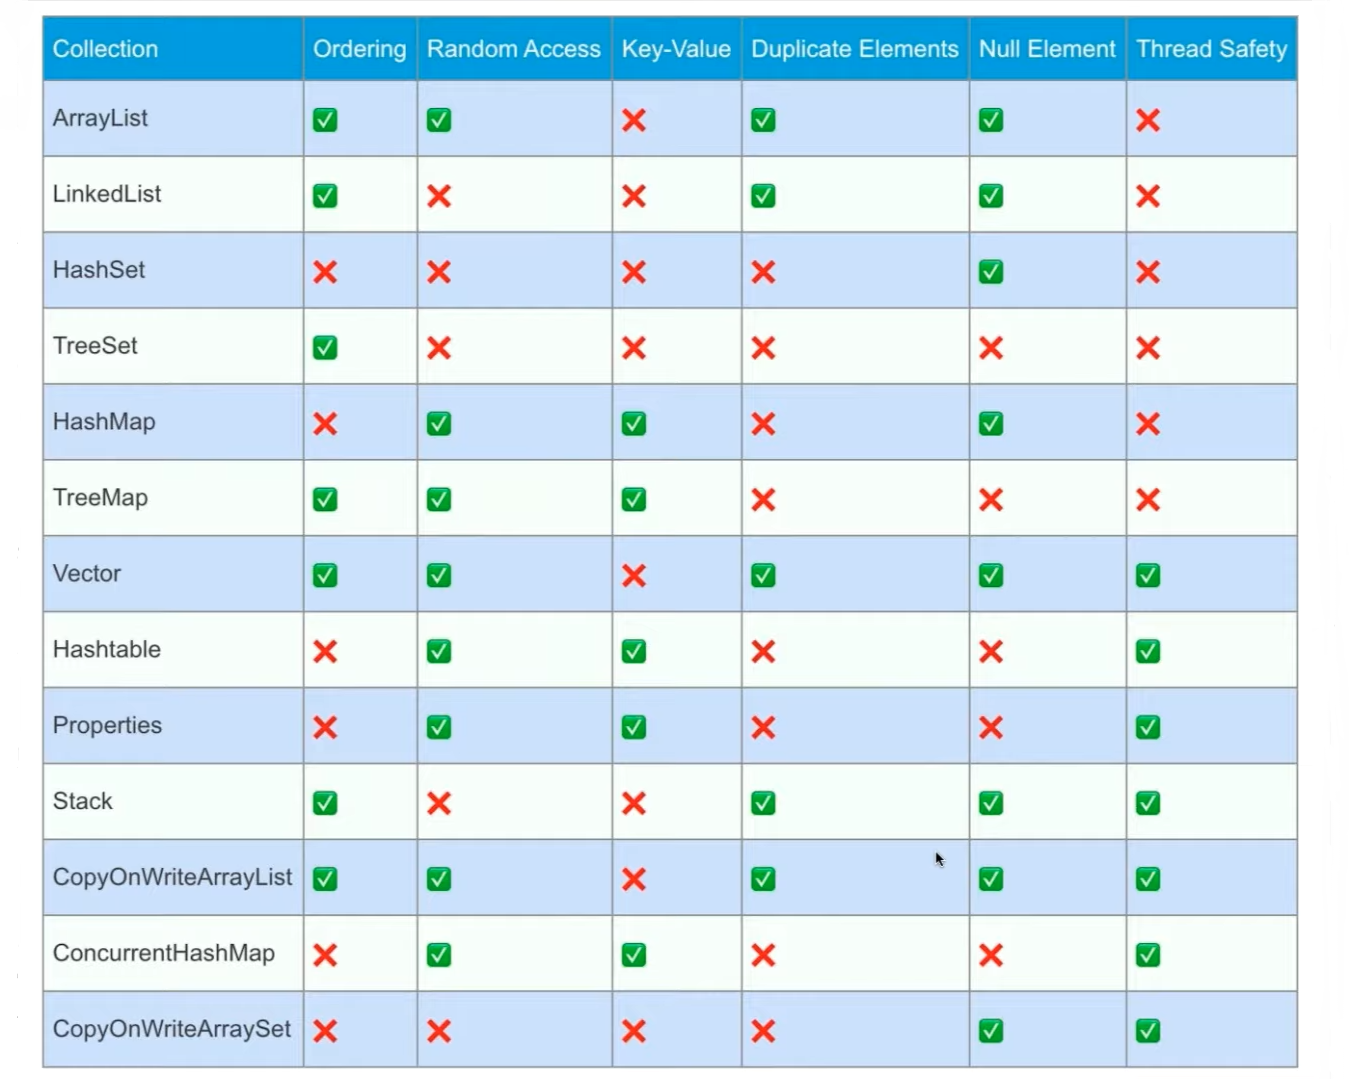 Collection Ordering Random Access Key-Value Duplicate Elements Null Element Thread Safety
ArrayList ✅ ✅ ❌ ✅ ✅ ❌
LinkedList ✅ ❌ ❌ ✅ ✅ ❌
HashSet ❌ ❌ ❌ ❌ ✅ ❌
TreeSet ✅ ❌ ❌ ❌ ❌ ❌
HashMap ❌ ✅ ✅ ❌ ✅ ❌
TreeMap ✅ ✅ ✅ ❌ ❌ ❌
Vector ✅ ✅ ❌ ✅ ✅ ✅
Hashtable ❌ ✅ ✅ ❌ ❌ ✅
Properties ❌ ✅ ✅ ❌ ❌ ✅
Stack ✅ ❌ ❌ ✅ ✅ ✅
CopyOnWriteArrayList ✅ ✅ ❌ ✅ ✅ ✅
ConcurrentHashMap ❌ ✅ ✅ ❌ ❌ ✅
CopyOnWriteArraySet ❌ ❌ ❌ ❌ ✅ ✅